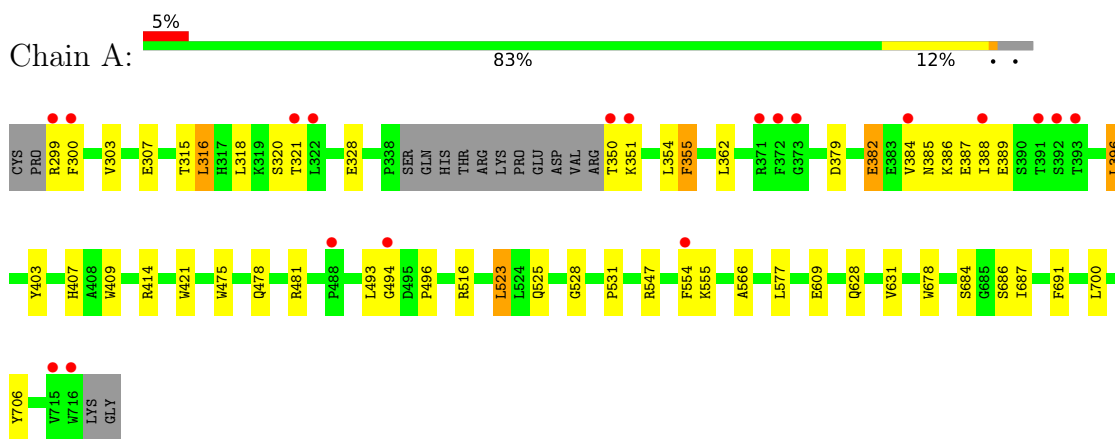 5%
Chain A:
83%
12%
CYS PRO R299 F300 V303 E307 T315 L316 H317 L318 K319 S320 T321 L322 E328 P338 SER GLN HIS THR ARG LYS PRO GLU ASP VAL ARG T350 K351 L354 F355 L362 R371 F372 G373 D379 E382 E383 V384 N385 K386 E387 I388 E389 S390 T391 S392 T393 L396
Y403 H407 A408 W409 R414 W421 W475 Q478 R481 P488 L493 G494 D495 P496 R516 L523 L524 Q525 G528 P531 R547 F554 K555 A566 L577 E609 Q628 V631 W678 S684 G685 S686 I687 F691 L700
Y706 V715 W716 LYS GLY